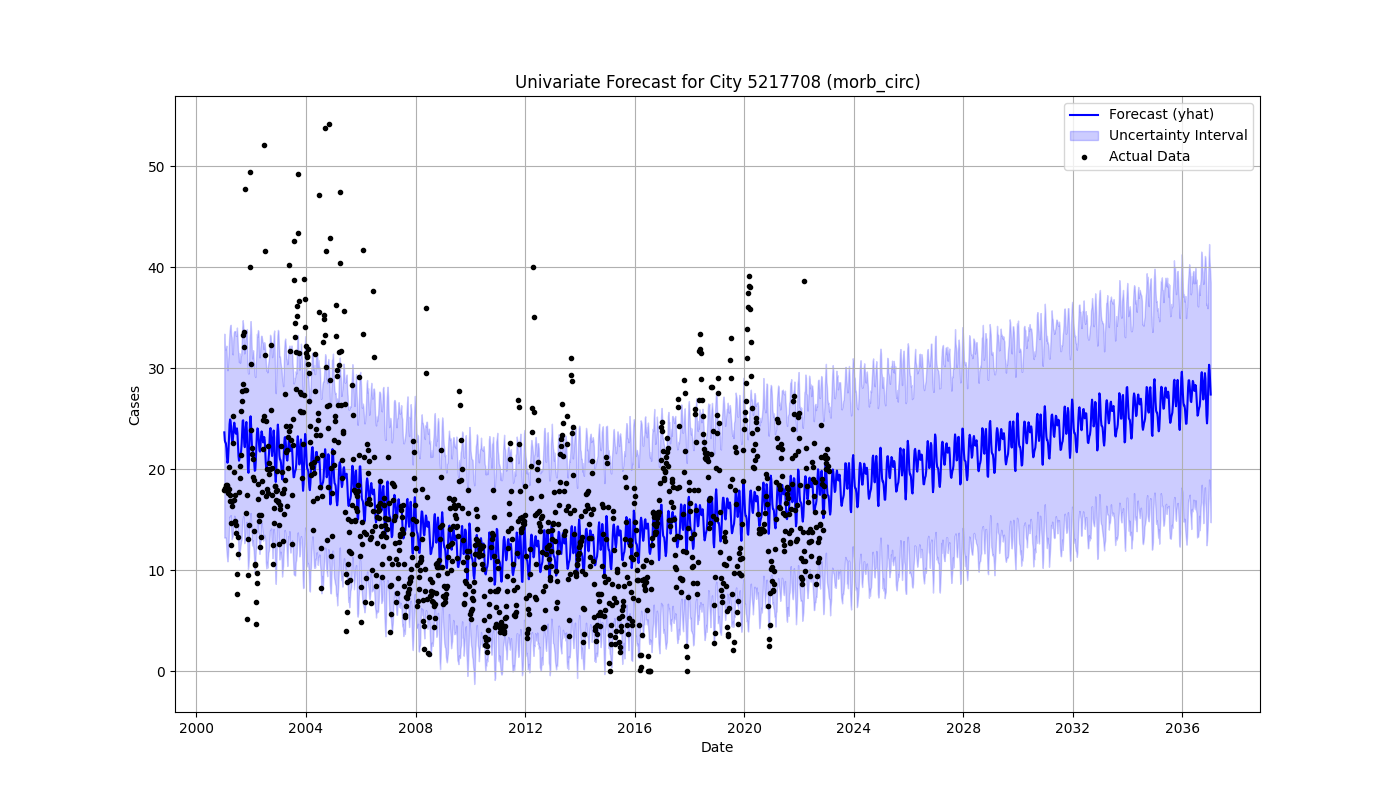 Univariate Forecast for City 5217708 (morb_circ)
Forecast (yhat)
Uncertainty Interval
Actual Data
Cases
50
40
30
20
10
0
2000 2004 2008 2012 2016 2020 2024 2028 2032 2036
Date